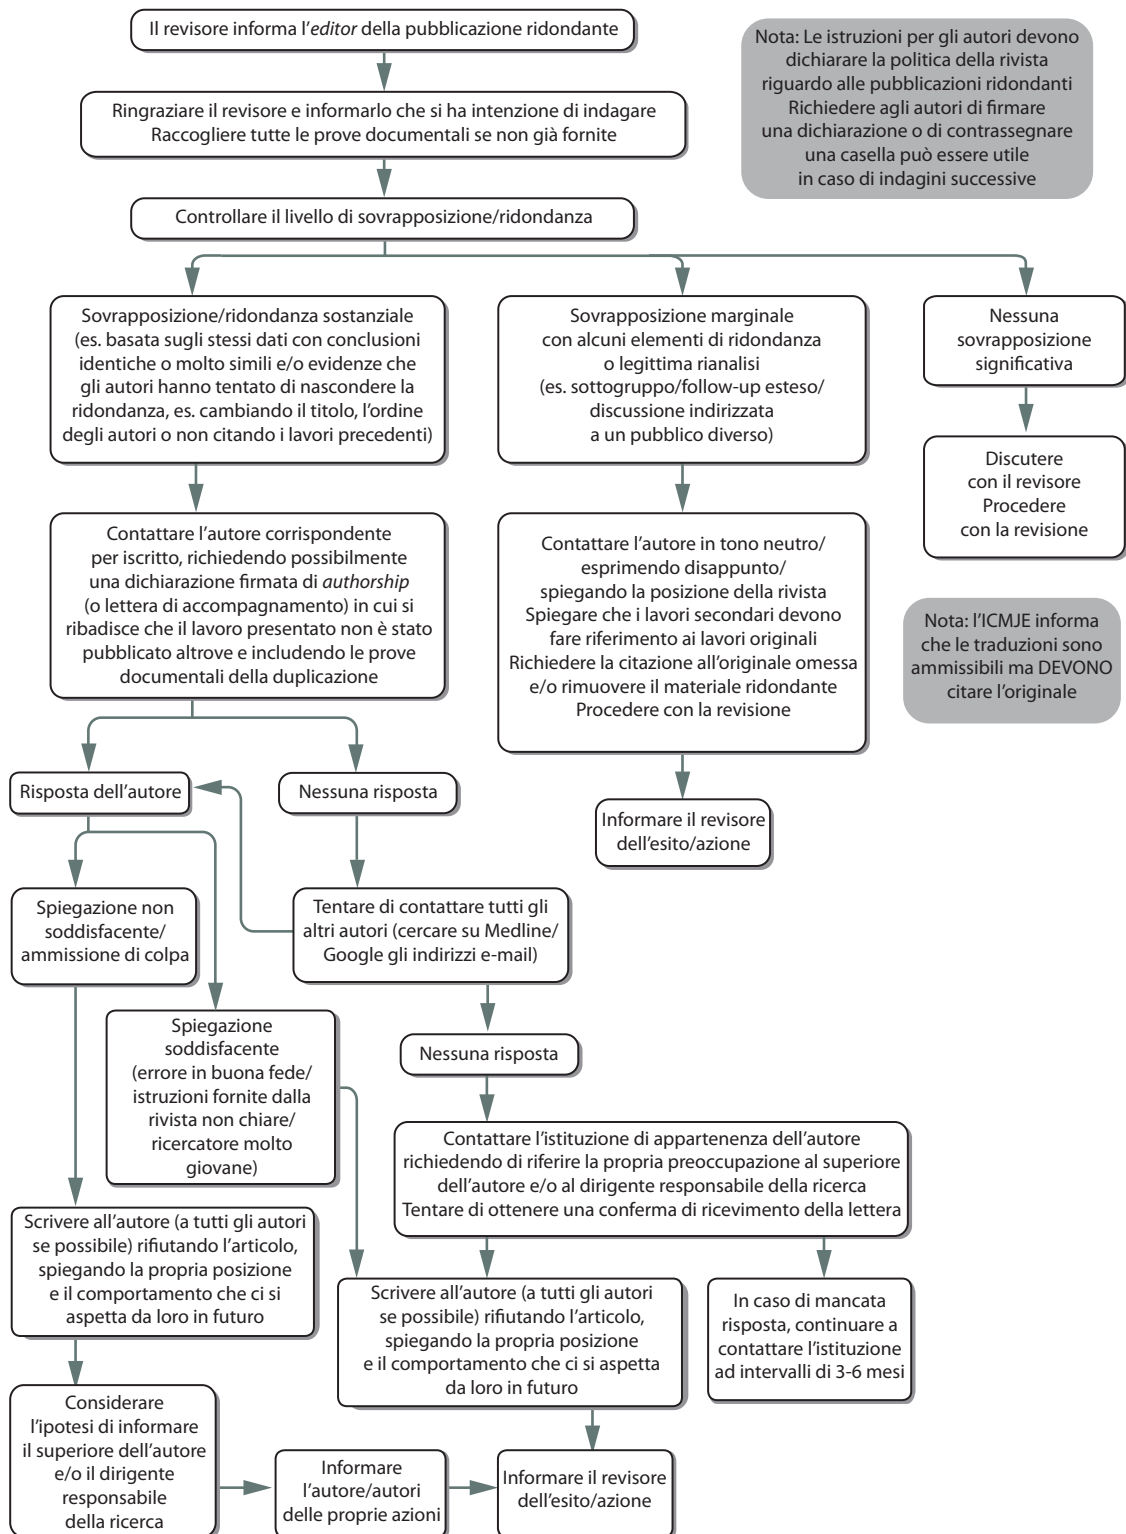 Il revisore informa l'editor della pubblicazione ridondante
Nota: Le istruzioni per gli autori devono
dichiarare la politica della rivista
riguardo alle pubblicazioni ridondanti
Richiedere agli autori di firmare
una dichiarazione o di contrassegnare
una casella può essere utile
in caso di indagini successive
Ringraziare il revisore e informarlo che si ha intenzione di indagare
Raccogliere tutte le prove documentali se non già fornite
Controllare il livello di sovrapposizione/ridondanza
Sovrapposizione/ridondanza sostanziale
(es. basata sugli stessi dati con conclusioni
identiche o molto simili e/o evidenze che
gli autori hanno tentato di nascondere la
ridondanza, es. cambiando il titolo, l'ordine
degli autori o non citando i lavori precedenti)
Sovrapposizione marginale
con alcuni elementi di ridondanza
o legittima rianalisi
(es. sottogruppo/follow-up esteso/
discussione indirizzata
a un pubblico diverso)
Nessuna
sovrapposizione
significativa
Discutere
con il revisore
Procedere
con la revisione
Contattare l'autore corrispondente
per iscritto, richiedendo possibilmente
una dichiarazione firmata di authorship
(o lettera di accompagnamento) in cui si
ribadisce che il lavoro presentato non è stato
pubblicato altrove e includendo le prove
documentali della duplicazione
Contattare l'autore in tono neutro/
esprimendo disappunto/
spiegando la posizione della rivista
Spiegare che i lavori secondari devono
fare riferimento ai lavori originali
Richiedere la citazione all'originale omessa
e/o rimuovere il materiale ridondante
Procedere con la revisione
Nota: l'ICMJE informa
che le traduzioni sono
ammissibili ma DEVONO
citare l'originale
Risposta dell'autore
Nessuna risposta
Informare il revisore
dell'esito/azione
Spiegazione non
soddisfacente/
ammissione di colpa
Tentare di contattare tutti gli
altri autori (cercare su Medline/
Google gli indirizzi e-mail)
Spiegazione
soddisfacente
(errore in buona fede/
istruzioni fornite dalla
rivista non chiare/
ricercatore molto
giovane)
Nessuna risposta
Contattare l'istituzione di appartenenza dell'autore
richiedendo di riferire la propria preoccupazione al superiore
dell'autore e/o al dirigente responsabile della ricerca
Tentare di ottenere una conferma di ricevimento della lettera
Scrivere all'autore (a tutti gli autori
se possibile) rifiutando l'articolo,
spiegando la propria posizione
e il comportamento che ci si
aspetta da loro in futuro
Scrivere all'autore (a tutti gli autori
se possibile) rifiutando l'articolo,
spiegando la propria posizione
e il comportamento che ci si aspetta
da loro in futuro
In caso di mancata
risposta, continuare a
contattare l'istituzione
ad intervalli di 3-6 mesi
Considerare
l'ipotesi di informare
il superiore dell'autore
e/o il dirigente
responsabile
della ricerca
Informare
l'autore/autori
delle proprie azioni
Informare il revisore
dell'esito/azione